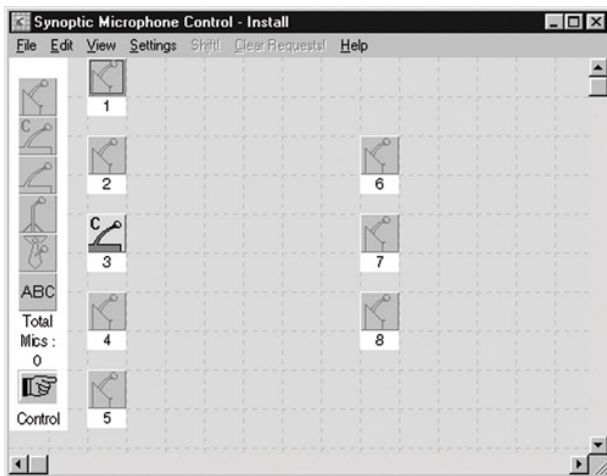 Synoptic Microphone Control - Install
File Edit View Settings Shift! Clear Requests! Help
1
2
6
C
3
7
4
8
5
C
ABC
Total
Mics :
0
Control